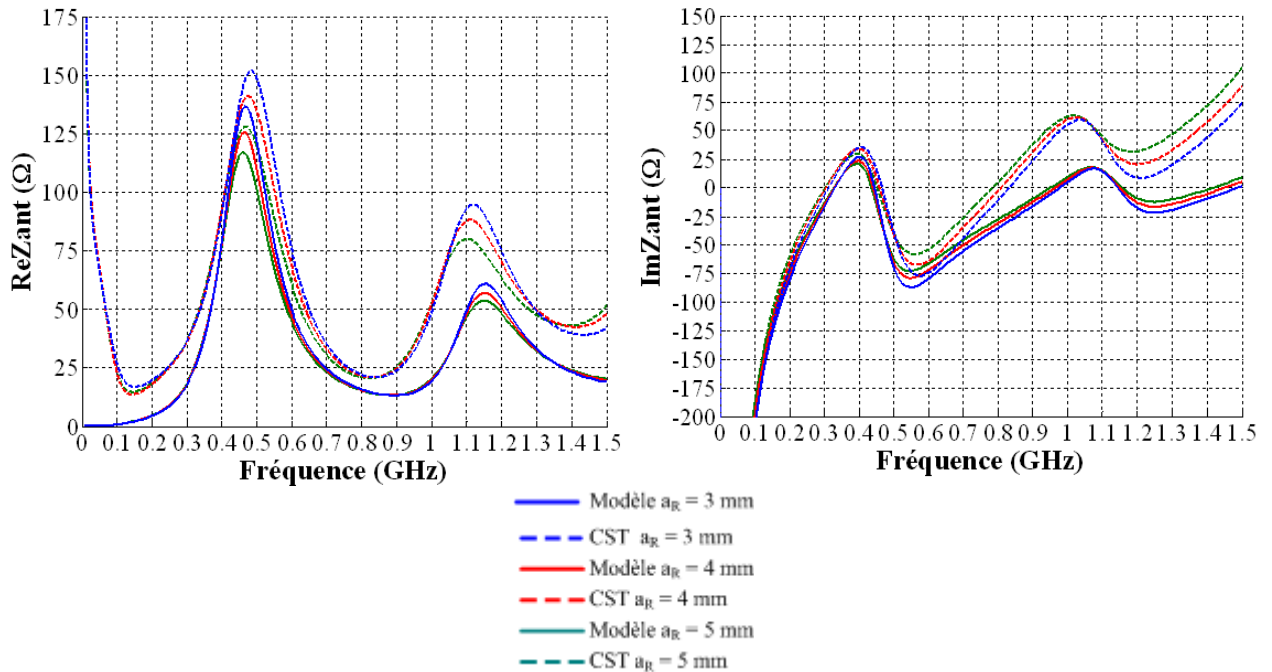 175
150
125
100
75
50
25
0
ReZant (Ω)
0 0.1 0.2 0.3 0.4 0.5 0.6 0.7 0.8 0.9 1 1.1 1.2 1.3 1.4 1.5
Fréquence (GHz)
150
125
100
75
50
25
0
-25
-50
-75
-100
-125
-150
-175
-200
ImZant (Ω)
0 0.1 0.2 0.3 0.4 0.5 0.6 0.7 0.8 0.9 1 1.1 1.2 1.3 1.4 1.5
Fréquence (GHz)
Modèle aR = 3 mm
CST aR = 3 mm
Modèle aR = 4 mm
CST aR = 4 mm
Modèle aR = 5 mm
CST aR = 5 mm